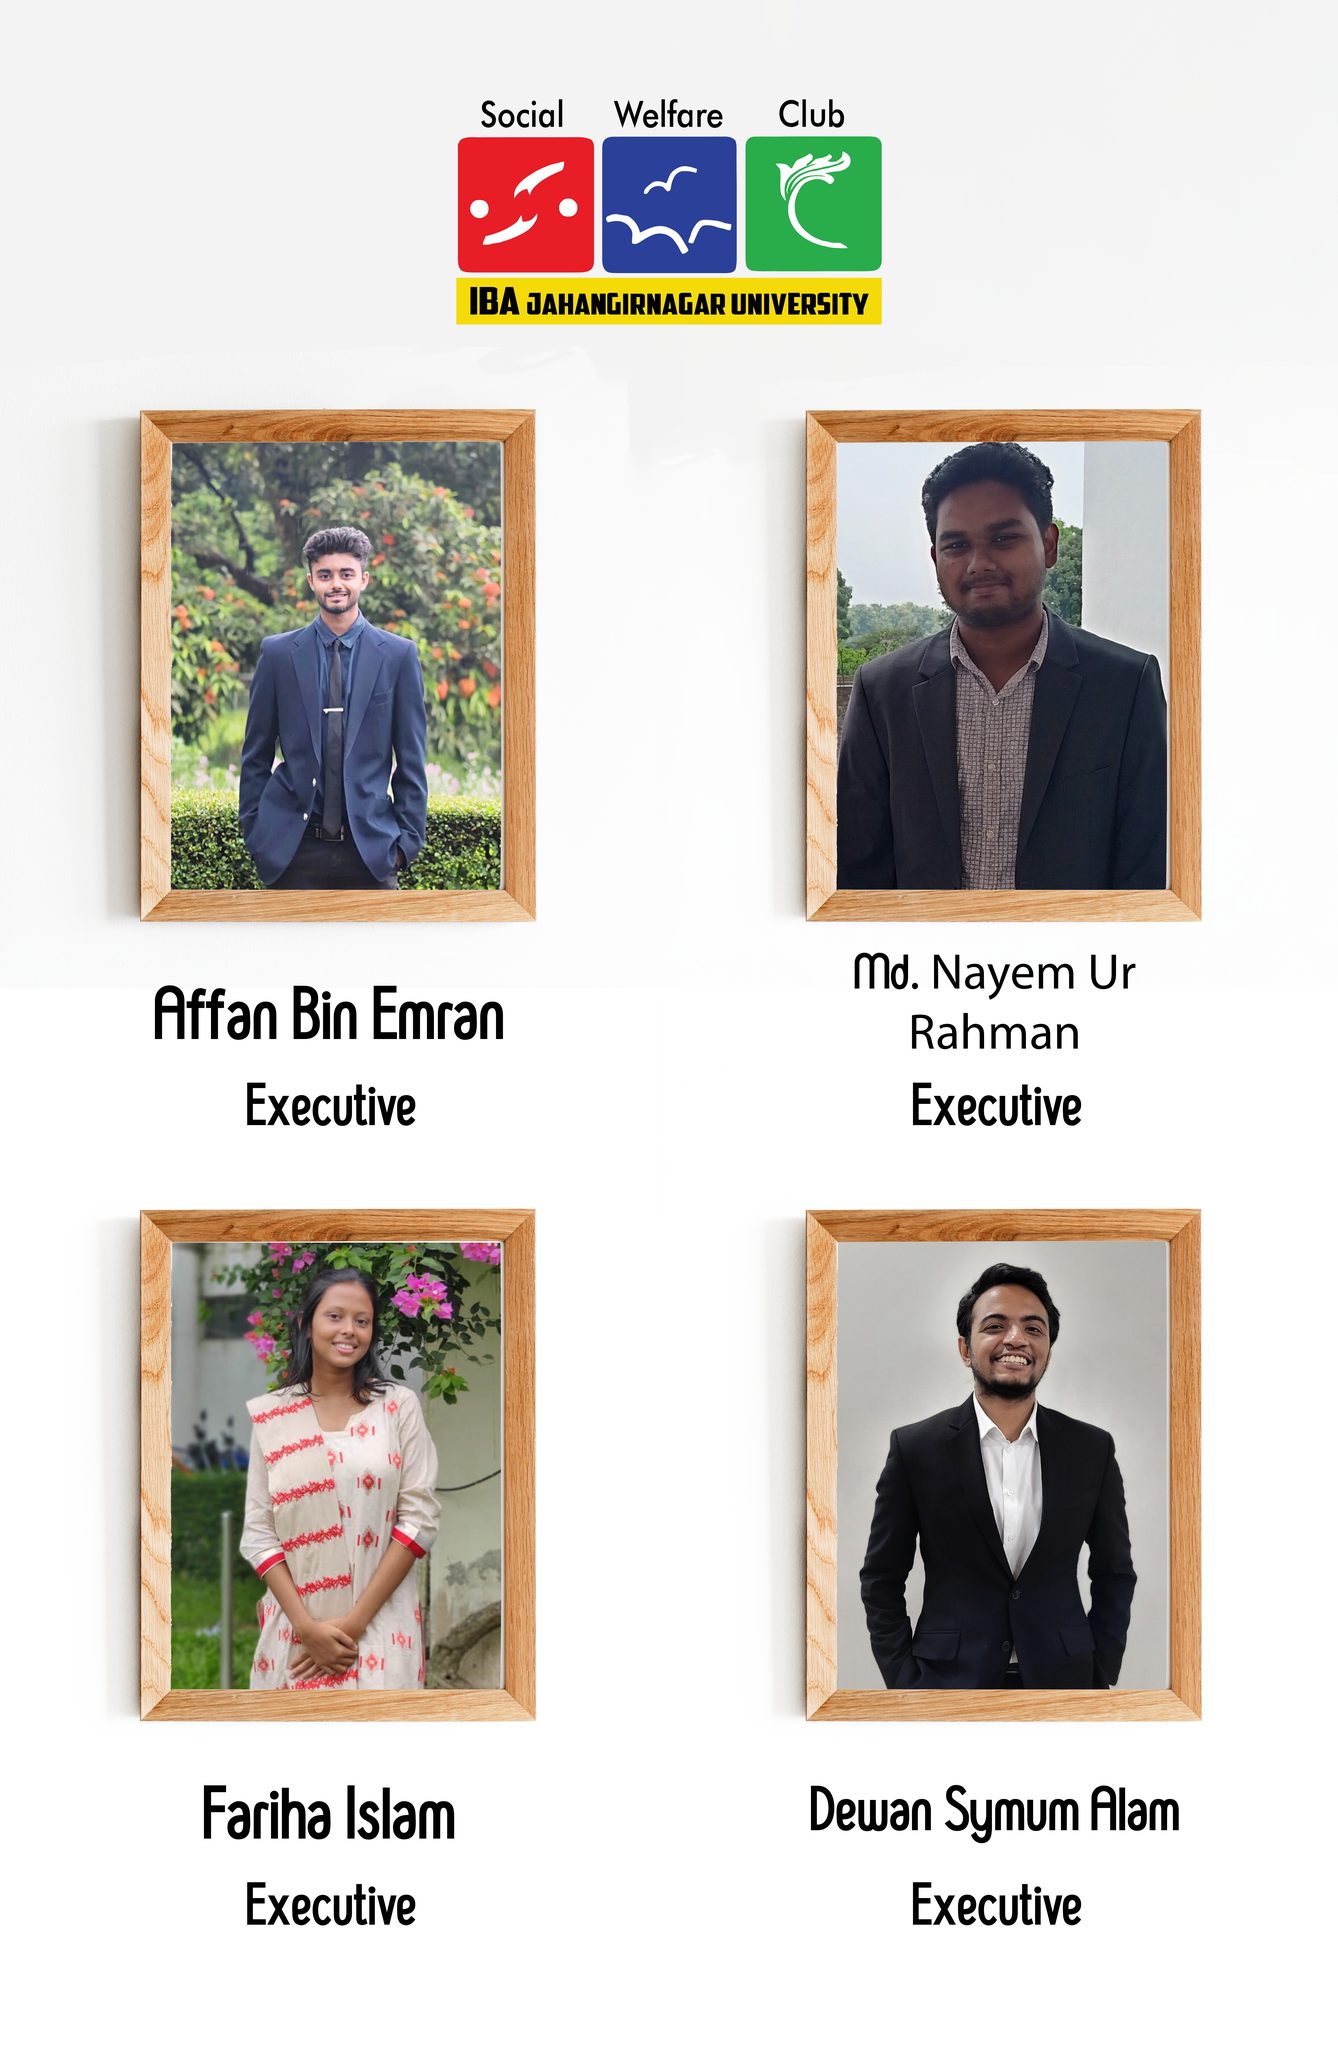 Social Welfare Club
IBA JAHANGIRNAGAR UNIVERSITY
Affan Bin Emran
Executive
Md. Nayem Ur
Rahman
Executive
Fariha Islam
Executive
Dewan Symum Alam
Executive